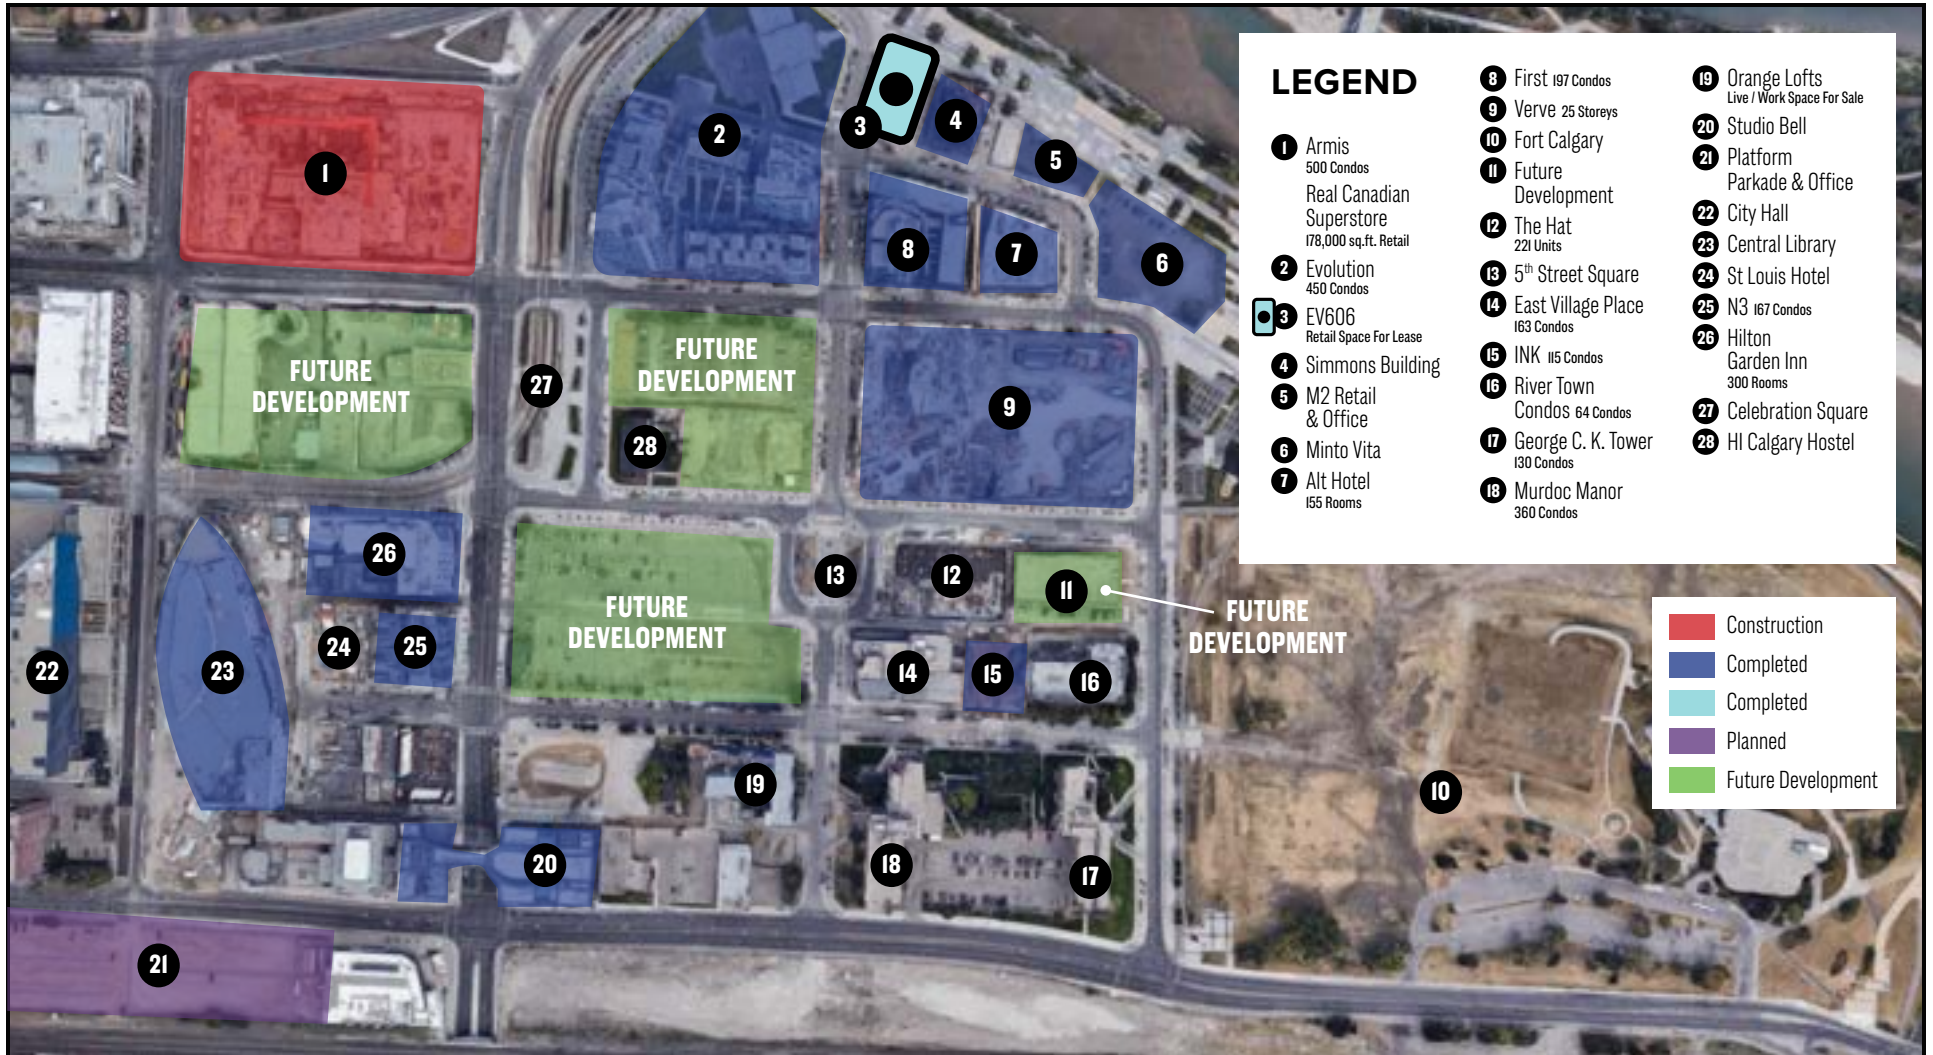 LEGEND
1 Armis
500 Condos
Real Canadian
Superstore
178,000 sq.ft. Retail
2 Evolution
450 Condos
3 EV606
Retail Space For Lease
4 Simmons Building
5 M2 Retail
& Office
6 Minto Vita
7 Alt Hotel
155 Rooms
8 First 197 Condos
9 Verve 25 Storeys
10 Fort Calgary
11 Future
Development
12 The Hat
221 Units
13 5th Street Square
14 East Village Place
163 Condos
15 INK 115 Condos
16 River Town
Condos 64 Condos
17 George C. K. Tower
130 Condos
18 Murdoc Manor
360 Condos
19 Orange Lofts
Live / Work Space For Sale
20 Studio Bell
21 Platform
Parkade & Office
22 City Hall
23 Central Library
24 St Louis Hotel
25 N3 167 Condos
26 Hilton
Garden Inn
300 Rooms
27 Celebration Square
28 HI Calgary Hostel
1
2
3
4
5
6
7
8
9
FUTURE
DEVELOPMENT
27
FUTURE
DEVELOPMENT
28
26
25
24
23
22
FUTURE
DEVELOPMENT
13
12
11
FUTURE
DEVELOPMENT
14
15
16
19
20
18
17
10
21
Construction
Completed
Completed
Planned
Future Development